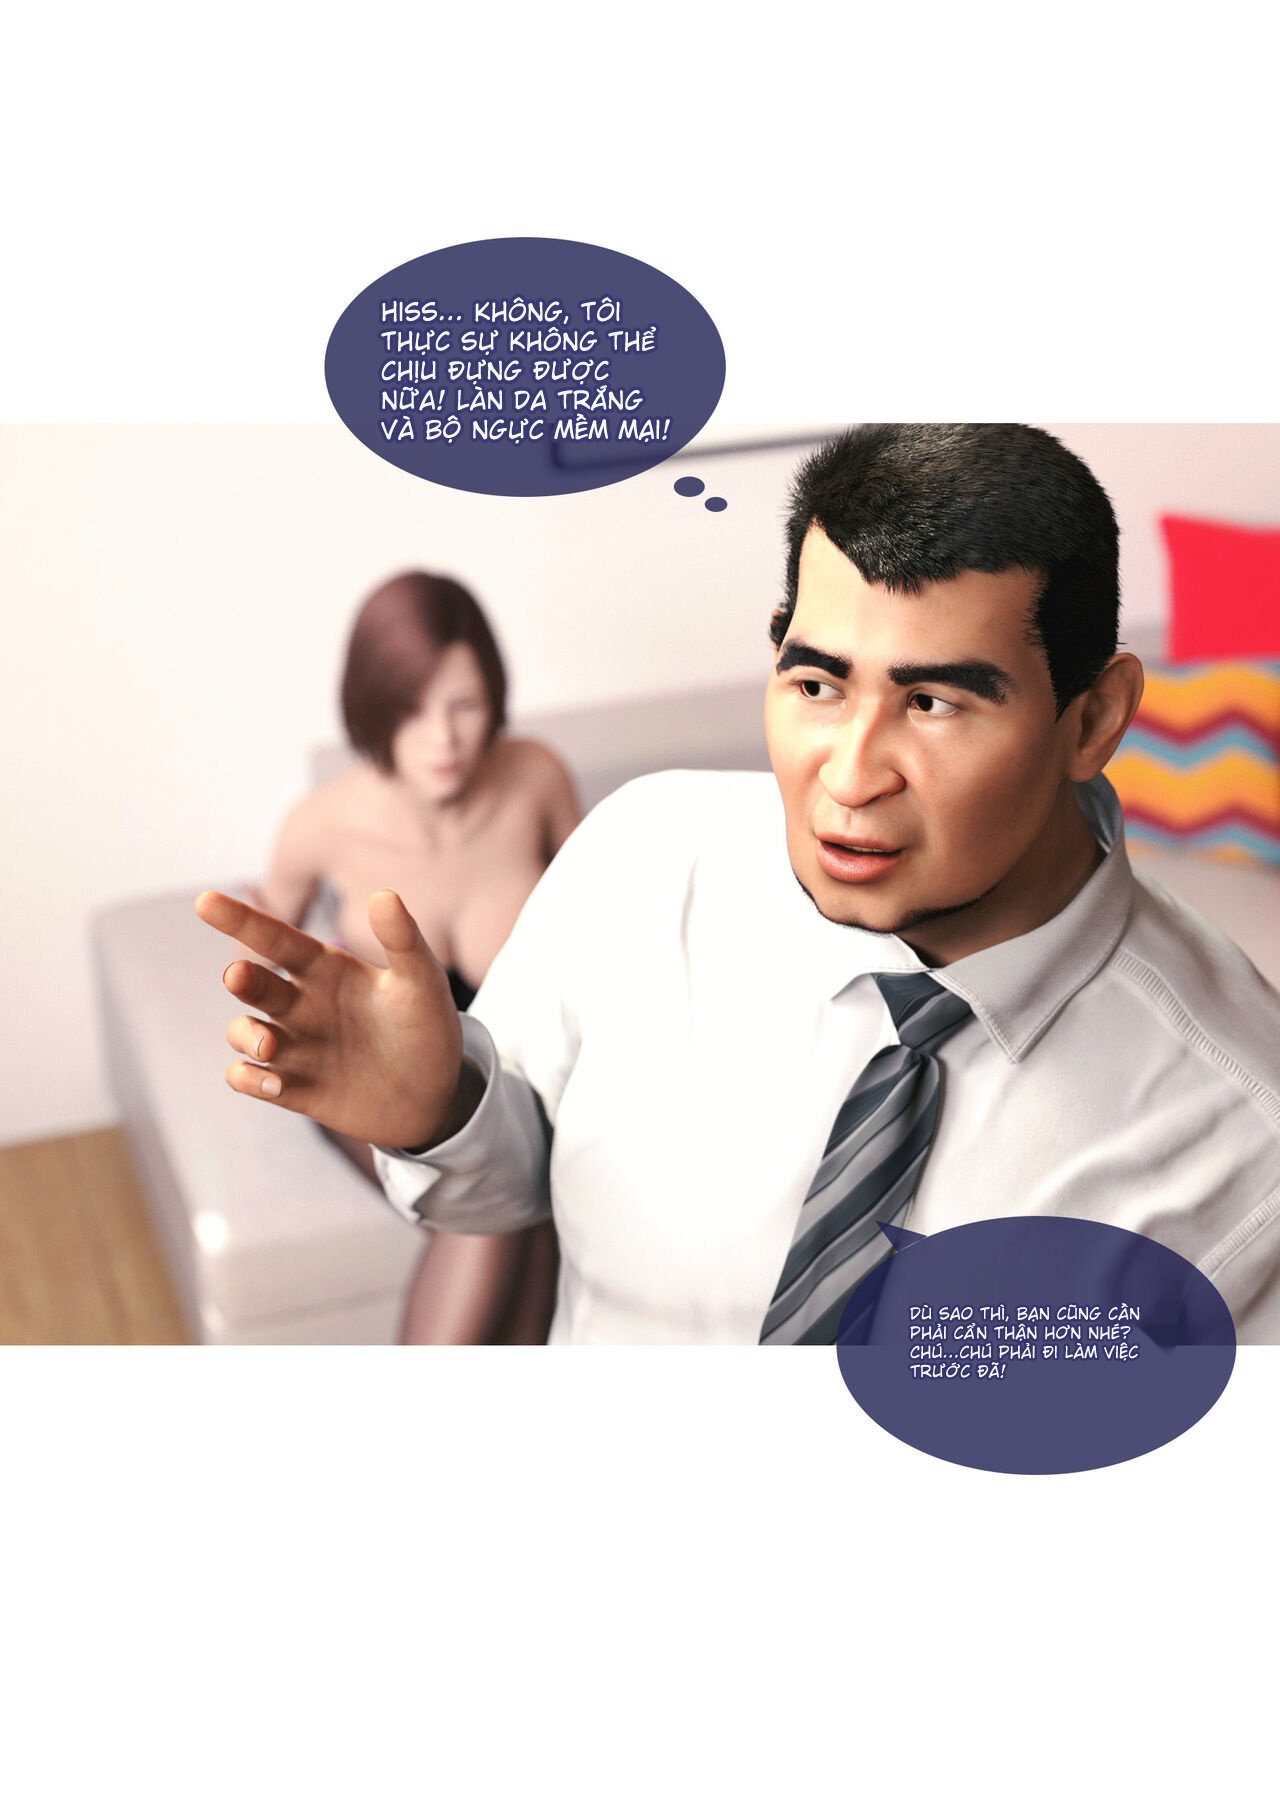 HISS... KHÔNG, TÔI
THỰC SỰ KHÔNG THỂ
CHỊU ĐỰNG ĐƯỢC
NỮA! LÀN DA TRẮNG
VÀ BỘ NGỰC MỀM MẠI!
DÙ SAO THÌ, BẠN CŨNG CẦN
PHẢI CẨN THẬN HƠN NHÉ?
CHÚ...CHÚ PHẢI ĐI LÀM VIỆC
TRƯỚC ĐÃ!